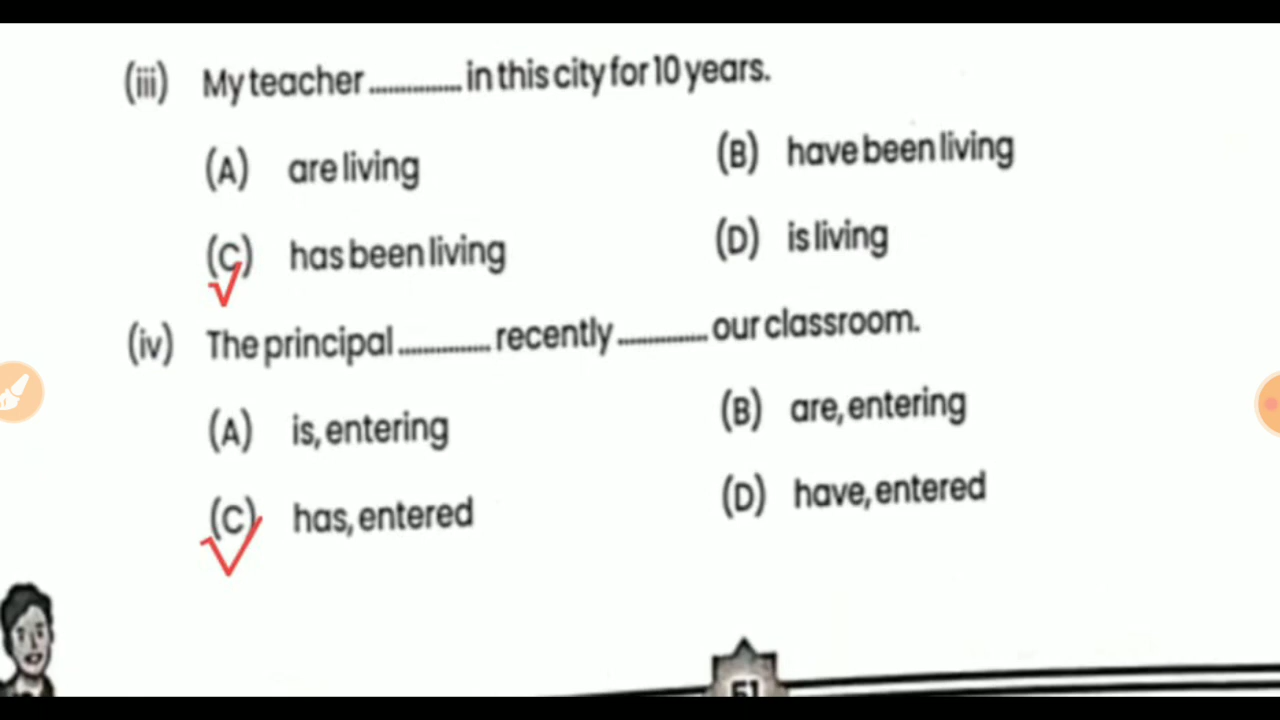 (iii) My teacher ............... in this city for 10 years.
(A) are living (B) have been living
(C) has been living (D) is living
(iv) The principal ............... recently ............... our classroom.
(A) is, entering (B) are, entering
(C) has, entered (D) have, entered
51